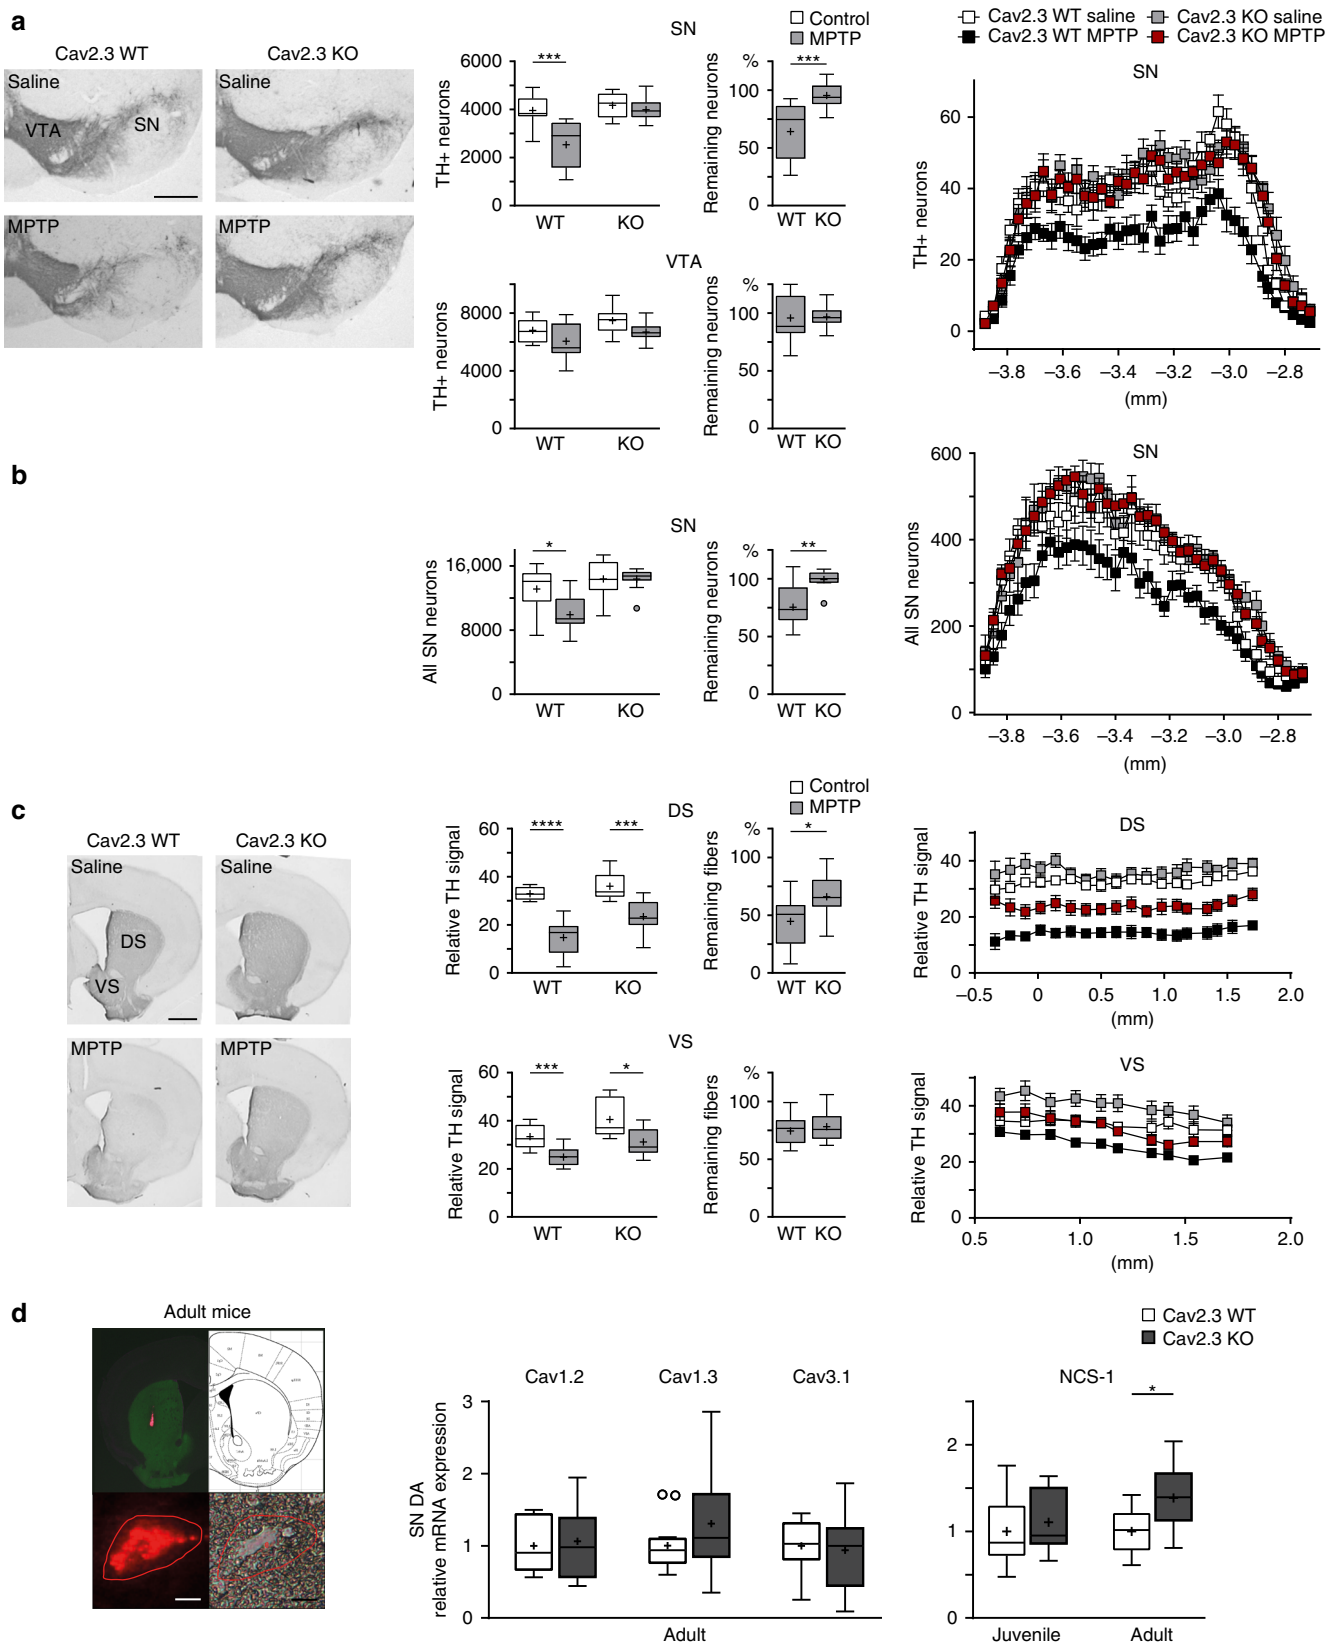 a
Cav2.3 WT
Cav2.3 KO
Saline
VTA
SN
Saline
MPTP
MPTP
SN
Control
MPTP
TH+ neurons
6000
4000
2000
0
***
WT
KO
Remaining neurons
%
100
50
0
***
WT KO
VTA
TH+ neurons
8000
4000
0
WT
KO
Remaining neurons
%
100
50
0
WT KO
Cav2.3 WT saline
Cav2.3 KO saline
Cav2.3 WT MPTP
Cav2.3 KO MPTP
SN
TH+ neurons
60
40
20
0
−3.8 −3.6 −3.4 −3.2 −3.0 −2.8
(mm)
b
SN
All SN neurons
16,000
8000
0
*
WT
KO
Remaining neurons
%
100
50
0
**
WT KO
SN
All SN neurons
600
400
200
0
−3.8 −3.6 −3.4 −3.2 −3.0 −2.8
(mm)
c
Cav2.3 WT
Cav2.3 KO
Saline
DS
VS
Saline
MPTP
MPTP
Control
MPTP
DS
Relative TH signal
60
40
20
0
****
***
WT
KO
Remaining fibers
%
100
50
0
*
WT KO
DS
Relative TH signal
40
20
0
−0.5 0 0.5 1.0 1.5 2.0
(mm)
VS
Relative TH signal
60
40
20
0
***
*
WT
KO
Remaining fibers
%
100
50
0
WT KO
VS
Relative TH signal
40
20
0
0.5 1.0 1.5 2.0
(mm)
d
Adult mice
Cav2.3 WT
Cav2.3 KO
Cav1.2
Cav1.3
Cav3.1
SN DA
relative mRNA expression
3
2
1
0
Adult
NCS-1
*
2
1
0
Juvenile
Adult